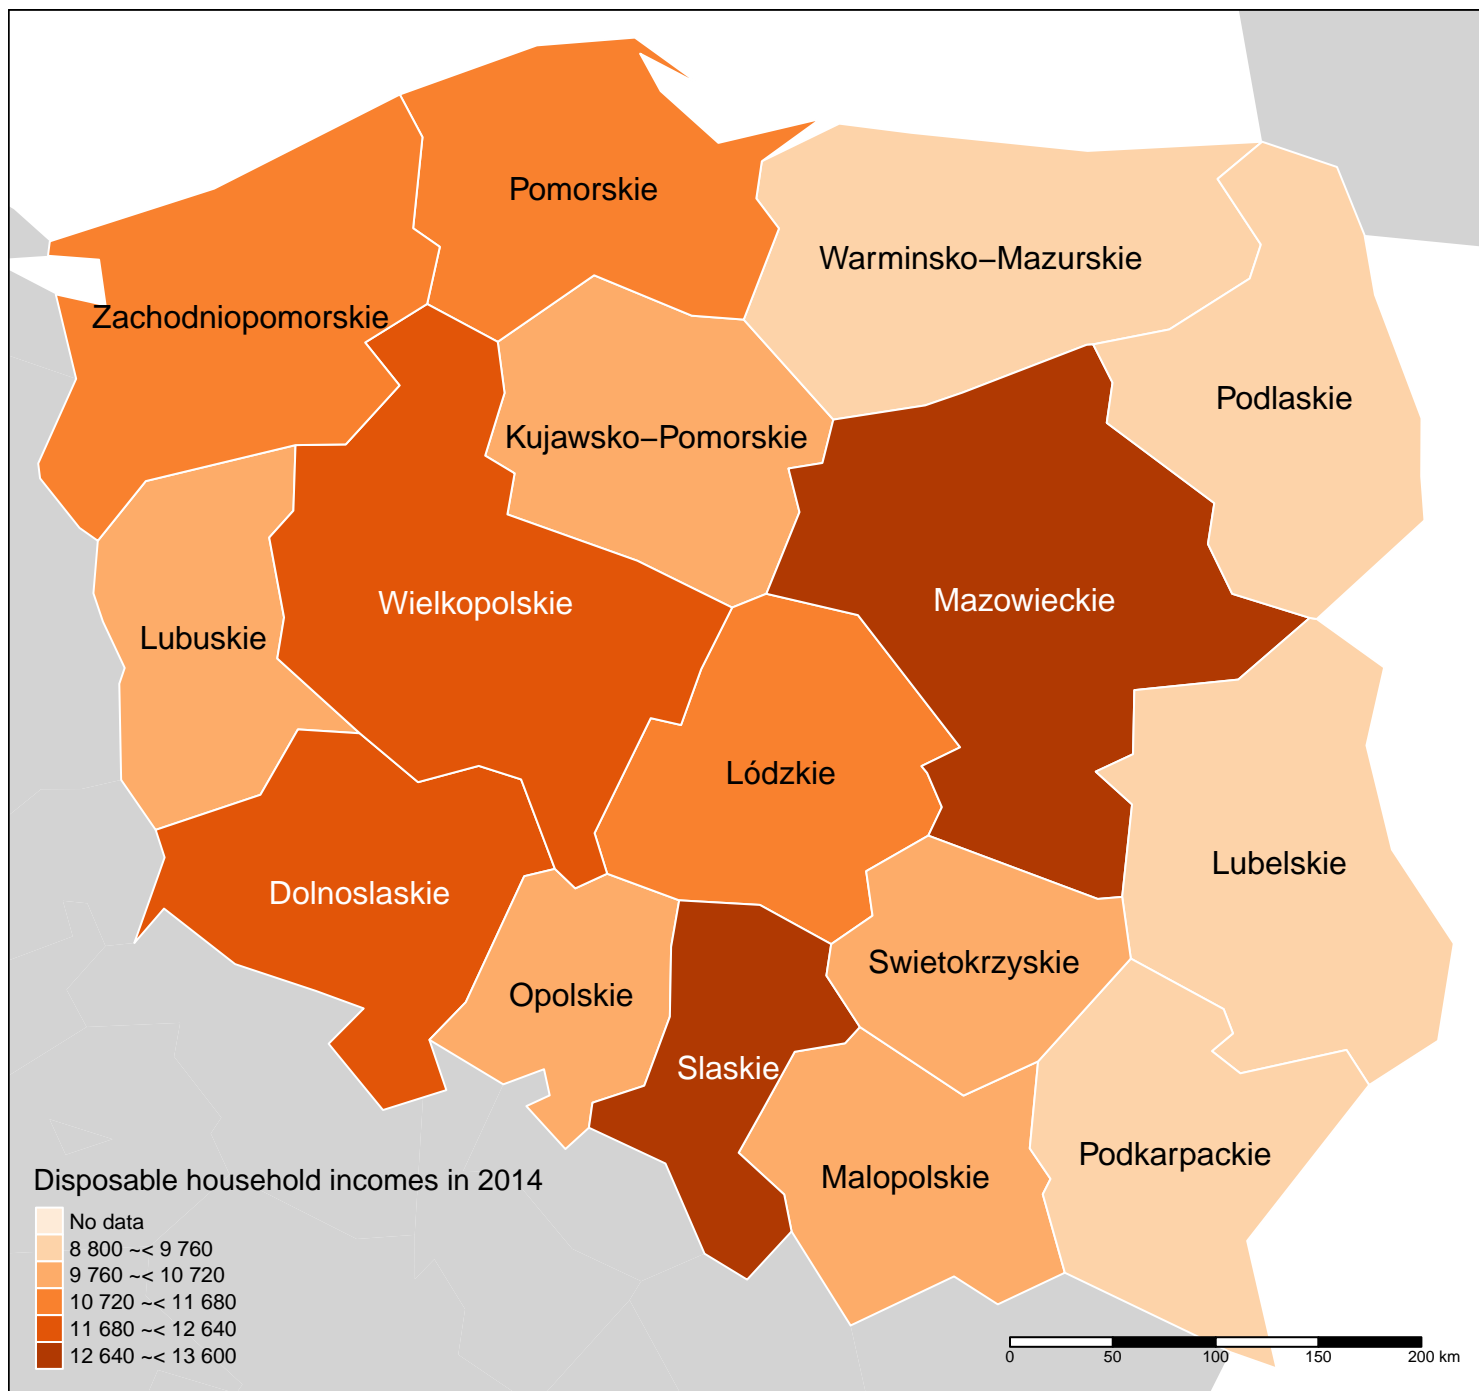 Pomorskie
Warminsko−Mazurskie
Zachodniopomorskie
Podlaskie
Kujawsko−Pomorskie
Wielkopolskie
Mazowieckie
Lubuskie
Lódzkie
Lubelskie
Dolnoslaskie
Swietokrzyskie
Opolskie
Slaskie
Podkarpackie
Malopolskie
Disposable household incomes in 2014
No data
8 800 ~< 9 760
9 760 ~< 10 720
10 720 ~< 11 680
11 680 ~< 12 640
12 640 ~< 13 600
0 50 100 150 200 km